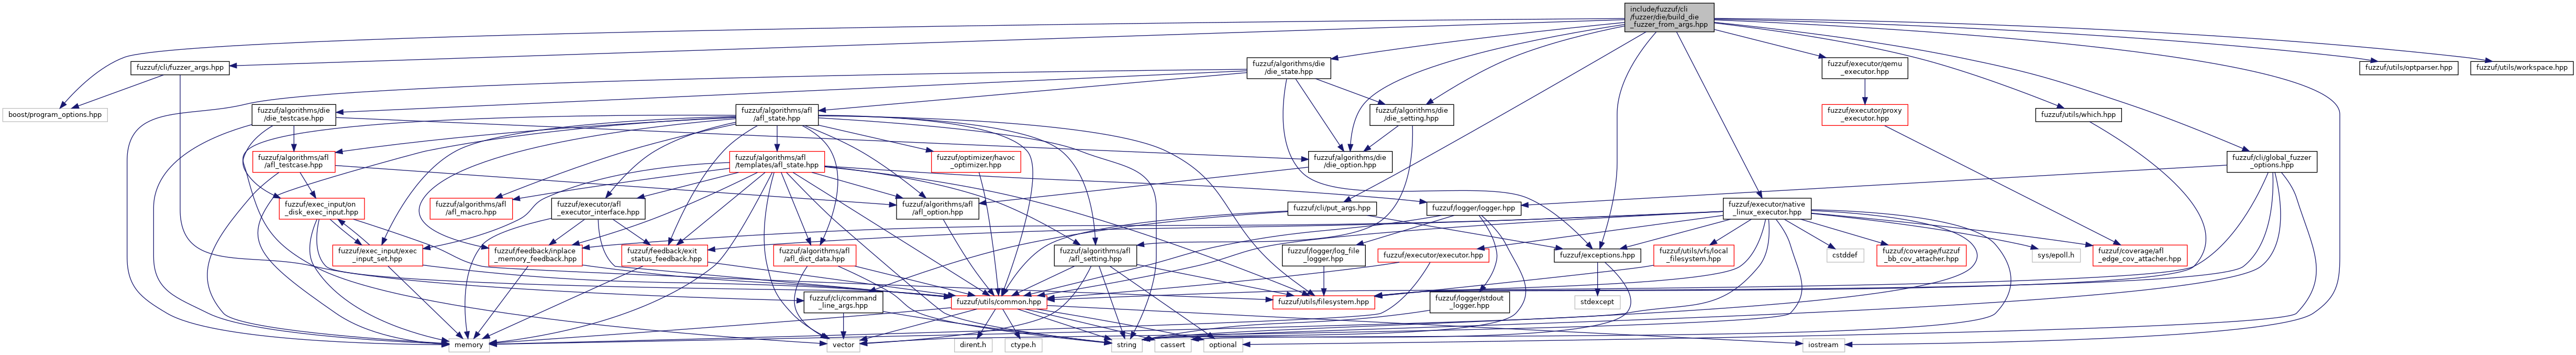 include/fuzzuf/cli
/fuzzer/die/build_die
_fuzzer_from_args.hpp
fuzzuf/cli/fuzzer_args.hpp
fuzzuf/algorithms/die
/die_state.hpp
fuzzuf/executor/qemu
_executor.hpp
fuzzuf/utils/optparser.hpp
fuzzuf/utils/workspace.hpp
boost/program_options.hpp
fuzzuf/algorithms/die
/die_testcase.hpp
fuzzuf/algorithms/afl
/afl_state.hpp
fuzzuf/algorithms/die
/die_setting.hpp
fuzzuf/executor/proxy
_executor.hpp
fuzzuf/utils/which.hpp
fuzzuf/algorithms/afl
/afl_testcase.hpp
fuzzuf/algorithms/afl
/templates/afl_state.hpp
fuzzuf/optimizer/havoc
_optimizer.hpp
fuzzuf/algorithms/die
/die_option.hpp
fuzzuf/cli/global_fuzzer
_options.hpp
fuzzuf/exec_input/on
_disk_exec_input.hpp
fuzzuf/algorithms/afl
/afl_macro.hpp
fuzzuf/executor/afl
_executor_interface.hpp
fuzzuf/algorithms/afl
/afl_option.hpp
fuzzuf/cli/put_args.hpp
fuzzuf/logger/logger.hpp
fuzzuf/executor/native
_linux_executor.hpp
fuzzuf/exec_input/exec
_input_set.hpp
fuzzuf/feedback/inplace
_memory_feedback.hpp
fuzzuf/feedback/exit
_status_feedback.hpp
fuzzuf/algorithms/afl
/afl_dict_data.hpp
fuzzuf/algorithms/afl
/afl_setting.hpp
fuzzuf/logger/log_file
_logger.hpp
fuzzuf/executor/executor.hpp
fuzzuf/exceptions.hpp
fuzzuf/utils/vfs/local
_filesystem.hpp
cstddef
fuzzuf/coverage/fuzzuf
_bb_cov_attacher.hpp
sys/epoll.h
fuzzuf/coverage/afl
_edge_cov_attacher.hpp
fuzzuf/cli/command
_line_args.hpp
fuzzuf/utils/common.hpp
fuzzuf/utils/filesystem.hpp
fuzzuf/logger/stdout
_logger.hpp
stdexcept
memory
vector
dirent.h
ctype.h
string
cassert
optional
iostream